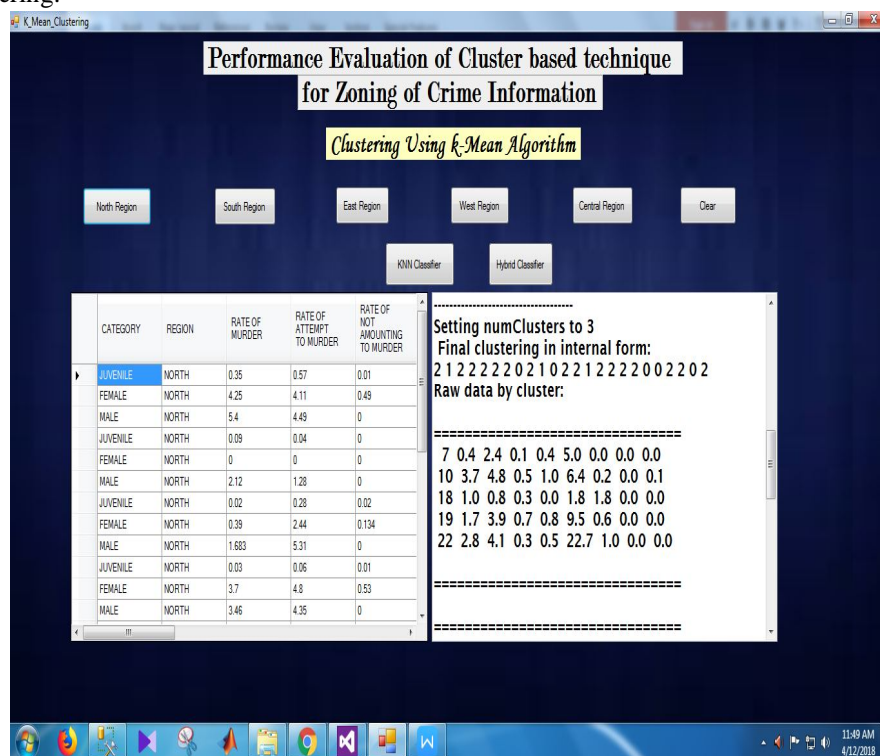 ering.
K_Mean_Clustering
Performance Evaluation of Cluster based technique
for Zoning of Crime Information
Clustering Using k-Mean Algorithm
North Region South Region East Region West Region Central Region Clear
KNN Classifier Hybrid Classifier
CATEGORY REGION RATE OF MURDER RATE OF ATTEMPT TO MURDER RATE OF NOT AMOUNTING TO MURDER
JUVENILE NORTH 0.35 0.57 0.01
FEMALE NORTH 4.25 4.11 0.49
MALE NORTH 5.4 4.49 0
JUVENILE NORTH 0.09 0.04 0
FEMALE NORTH 0 0 0
MALE NORTH 2.12 1.28 0
JUVENILE NORTH 0.02 0.28 0.02
FEMALE NORTH 0.39 2.44 0.134
MALE NORTH 1.683 5.31 0
JUVENILE NORTH 0.03 0.06 0.01
FEMALE NORTH 3.7 4.8 0.53
MALE NORTH 3.46 4.35 0
-----------------------------------
Setting numClusters to 3
Final clustering in internal form:
2 1 2 2 2 2 2 0 2 1 0 2 2 1 2 2 2 2 0 0 2 2 0 2
Raw data by cluster:
================================
7 0.4 2.4 0.1 0.4 5.0 0.0 0.0 0.0
10 3.7 4.8 0.5 1.0 6.4 0.2 0.0 0.1
18 1.0 0.8 0.3 0.0 1.8 1.8 0.0 0.0
19 1.7 3.9 0.7 0.8 9.5 0.6 0.0 0.0
22 2.8 4.1 0.3 0.5 22.7 1.0 0.0 0.0
================================
================================
11:49 AM
4/12/2018